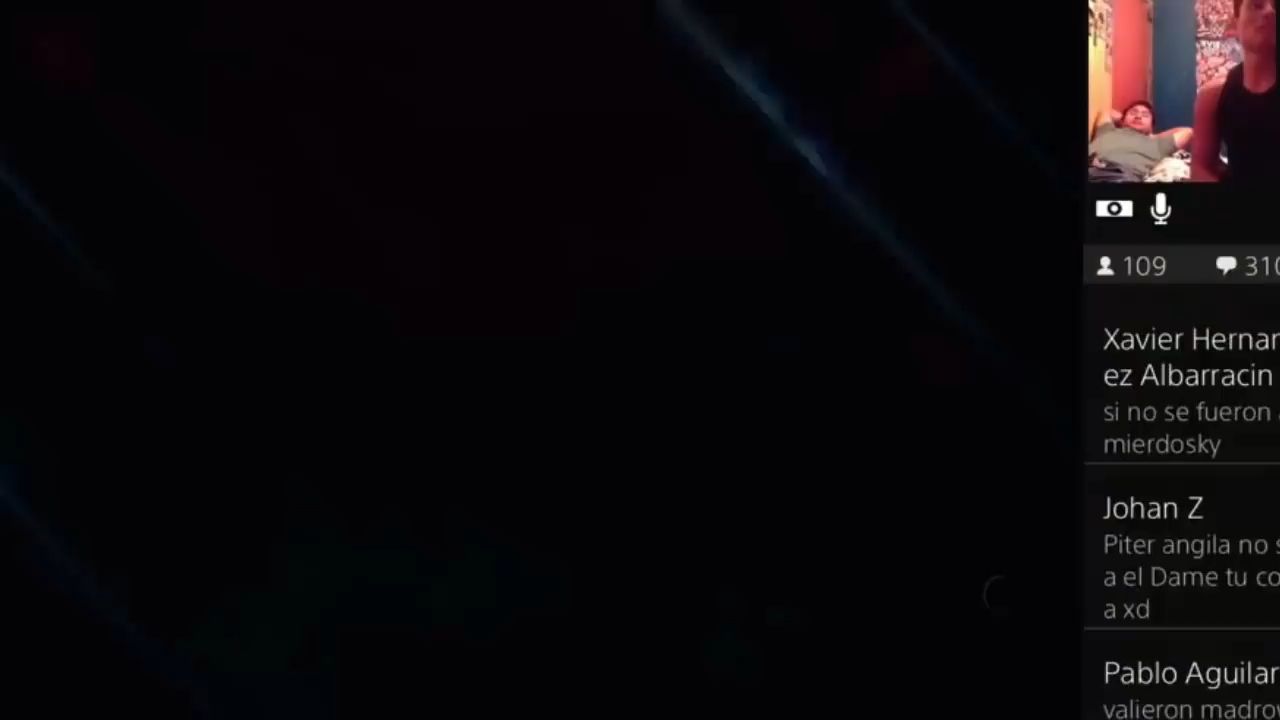 109 310
Xavier Hernan
ez Albarracin
si no se fueron
mierdosky
Johan Z
Piter angila no s
a el Dame tu co
a xd
Pablo Aguilar
valieron madrow